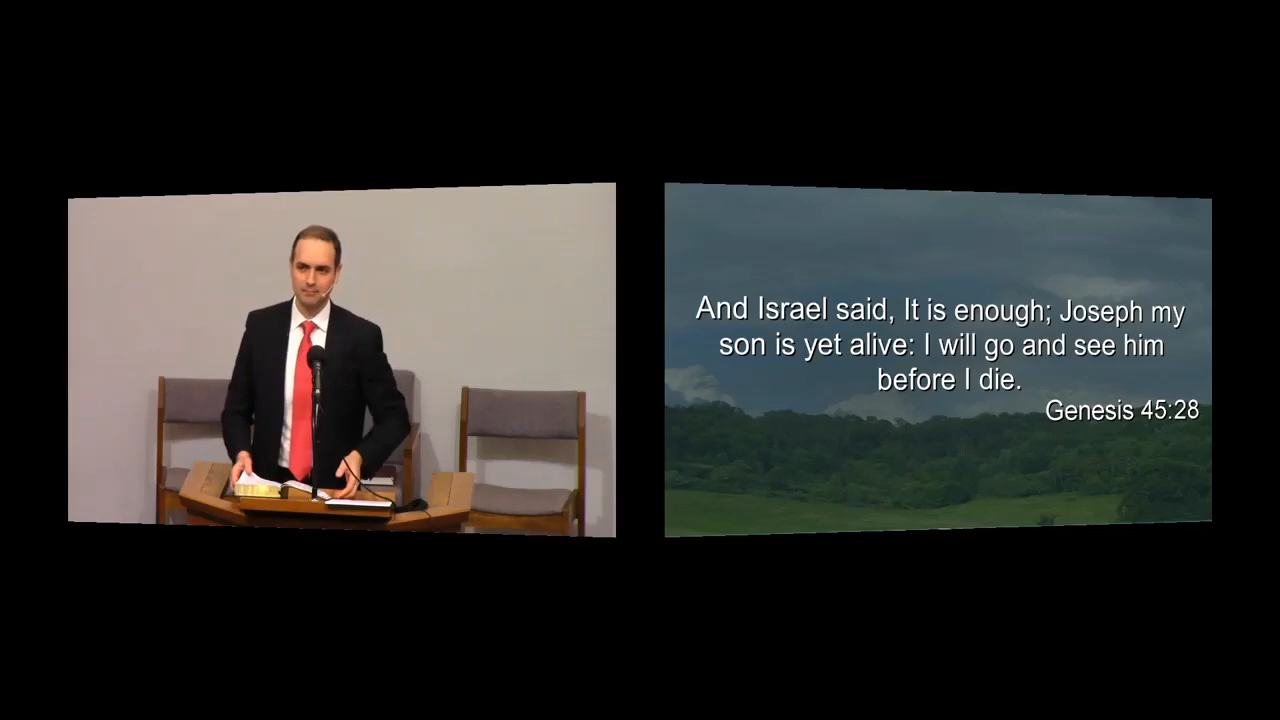 And Israel said, It is enough; Joseph my
son is yet alive: I will go and see him
before I die.
Genesis 45:28